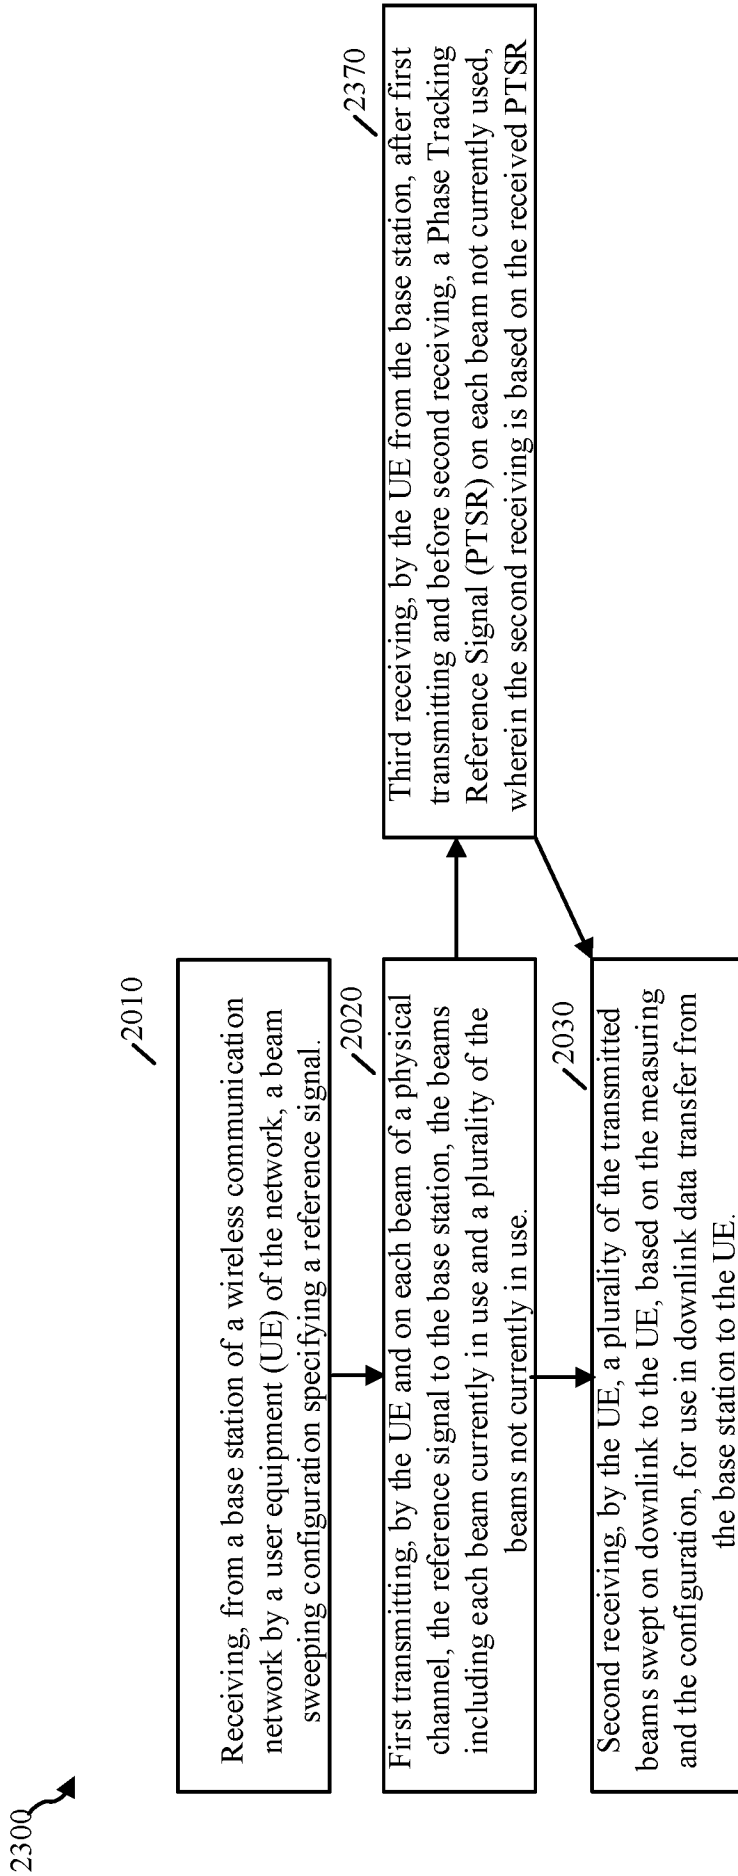 2300
2010
Receiving, from a base station of a wireless communication
network by a user equipment (UE) of the network, a beam
sweeping configuration specifying a reference signal.
2020
First transmitting, by the UE and on each beam of a physical
channel, the reference signal to the base station, the beams
including each beam currently in use and a plurality of the
beams not currently in use.
2370
Third receiving, by the UE from the base station, after first
transmitting and before second receiving, a Phase Tracking
Reference Signal (PTSR) on each beam not currently used,
wherein the second receiving is based on the received PTSR
2030
Second receiving, by the UE, a plurality of the transmitted
beams swept on downlink to the UE, based on the measuring
and the configuration, for use in downlink data transfer from
the base station to the UE.